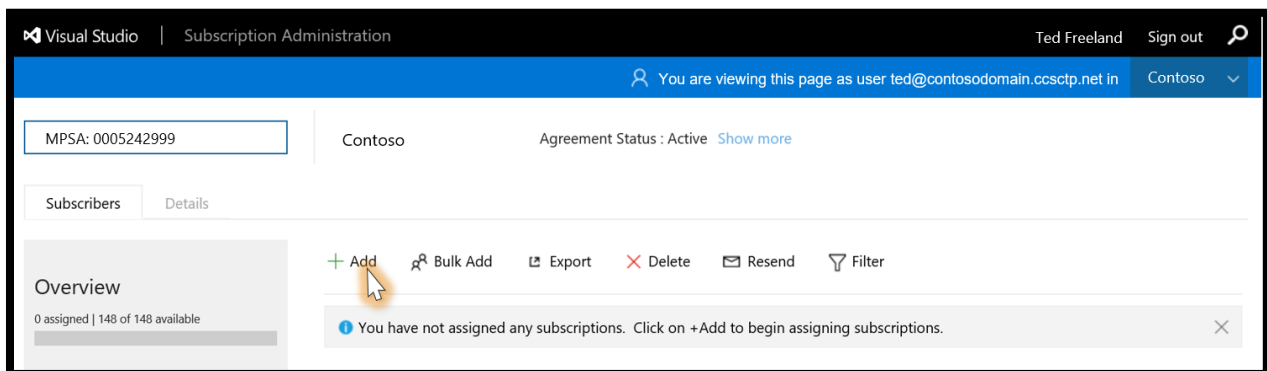 Visual Studio | Subscription Administration Ted Freeland Sign out
You are viewing this page as user ted@contosodomain.ccsctp.net in Contoso
MPSA: 0005242999 Contoso Agreement Status : Active Show more
Subscribers Details
+ Add Bulk Add Export Delete Resend Filter
Overview
0 assigned | 148 of 148 available
You have not assigned any subscriptions. Click on +Add to begin assigning subscriptions.